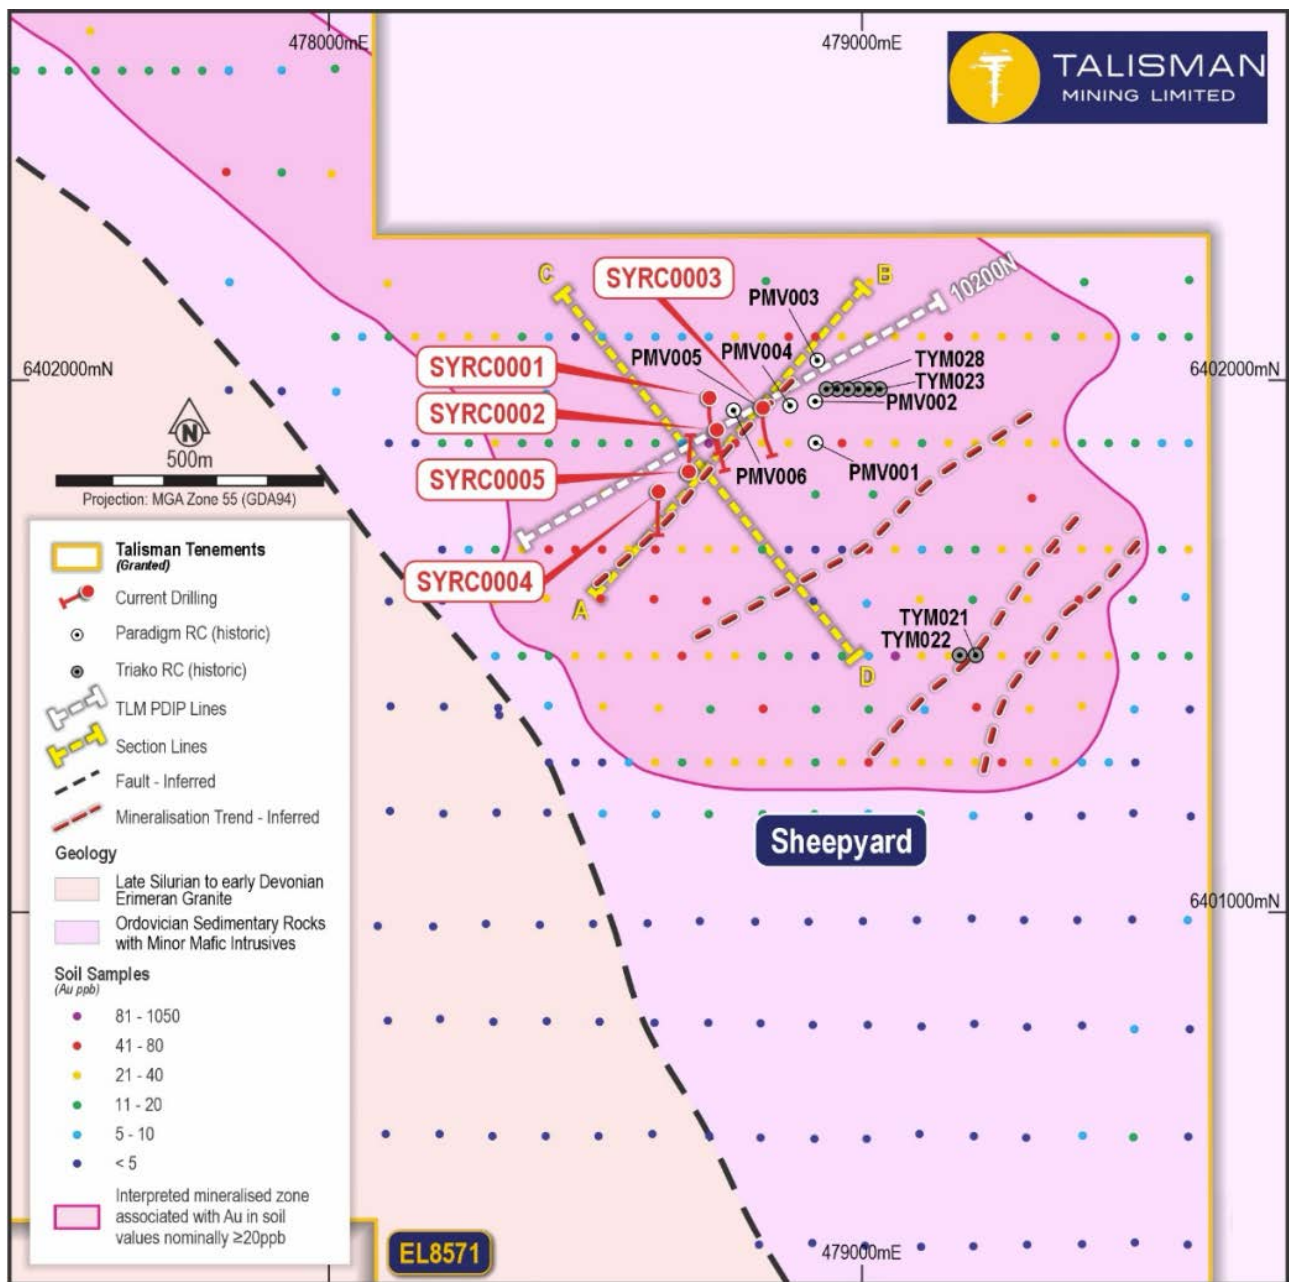 478000mE
479000mE
TALISMAN
MINING LIMITED
C
SYRC0003
B
10200N
PMV003
PMV005
PMV004
TYM028
SYRC0001
TYM023
6402000mN
6402000mN
PMV002
SYRC0002
N
500m
PMV006
PMV001
SYRC0005
Projection: MGA Zone 55 (GDA94)
SYRC0004
A
TYM021
TYM022
D
Talisman Tenements
(Granted)
Current Drilling
Paradigm RC (historic)
Triako RC (historic)
TLM PDIP Lines
Section Lines
Fault - Inferred
Mineralisation Trend - Inferred
Geology
Late Silurian to early Devonian
Erimeran Granite
Ordovician Sedimentary Rocks
with Minor Mafic Intrusives
Soil Samples
(Au ppb)
81 - 1050
41 - 80
21 - 40
11 - 20
5 - 10
< 5
Interpreted mineralised zone
associated with Au in soil
values nominally ≥20ppb
Sheepyard
6401000mN
EL8571
479000mE